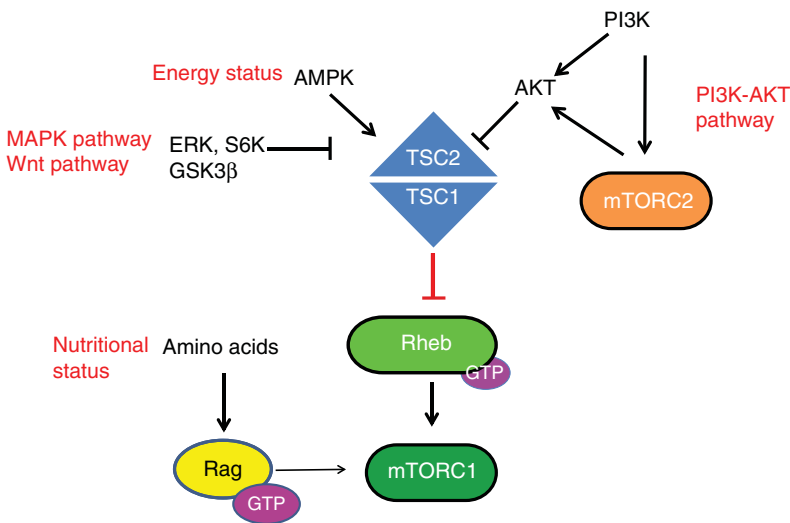 PI3K
Energy status
AMPK
AKT
PI3K-AKT
pathway
MAPK pathway
Wnt pathway
ERK, S6K
GSK3β
TSC2
TSC1
mTORC2
Nutritional
status
Amino acids
Rheb
GTP
Rag
GTP
mTORC1